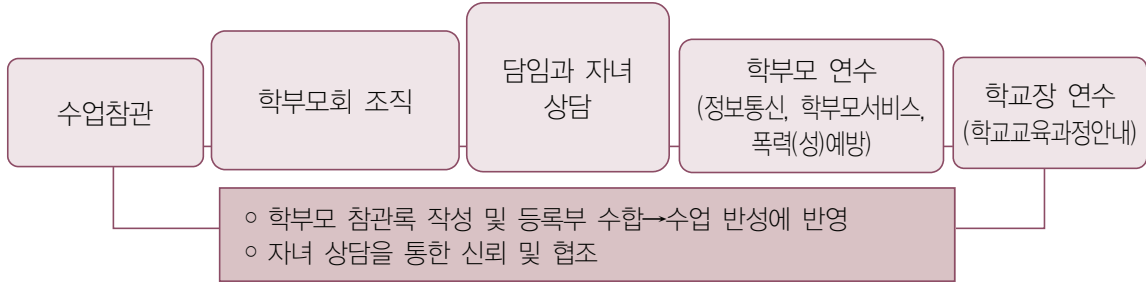 수업참관
학부모회 조직
담임과 자녀
상담
학부모 연수
(정보통신, 학부모서비스,
폭력(성)예방)
학교장 연수
(학교교육과정안내)
○ 학부모 참관록 작성 및 등록부 수합→수업 반성에 반영
○ 자녀 상담을 통한 신뢰 및 협조